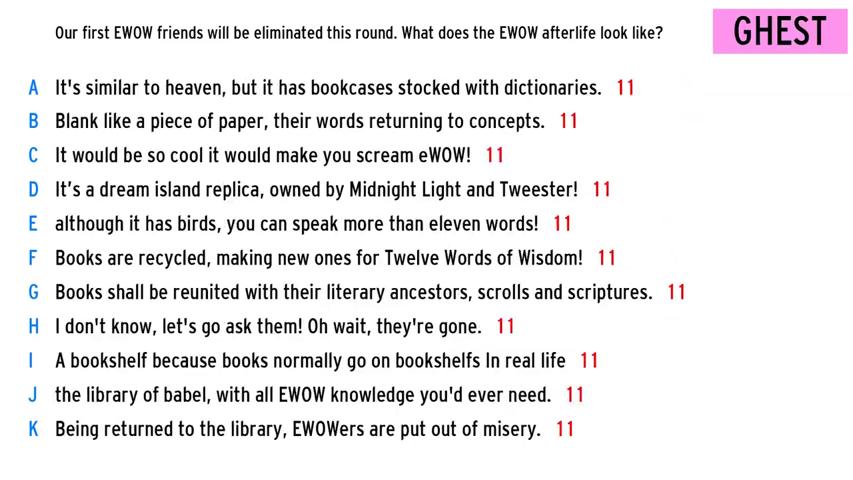 Our first EWOW friends will be eliminated this round. What does the EWOW afterlife look like?
GHEST
A It's similar to heaven, but it has bookcases stocked with dictionaries. 11
B Blank like a piece of paper, their words returning to concepts. 11
C It would be so cool it would make you scream eWOW! 11
D It’s a dream island replica, owned by Midnight Light and Tweester! 11
E although it has birds, you can speak more than eleven words! 11
F Books are recycled, making new ones for Twelve Words of Wisdom! 11
G Books shall be reunited with their literary ancestors, scrolls and scriptures. 11
H I don't know, let's go ask them! Oh wait, they're gone. 11
I A bookshelf because books normally go on bookshelfs In real life 11
J the library of babel, with all EWOW knowledge you'd ever need. 11
K Being returned to the library, EWOWers are put out of misery. 11